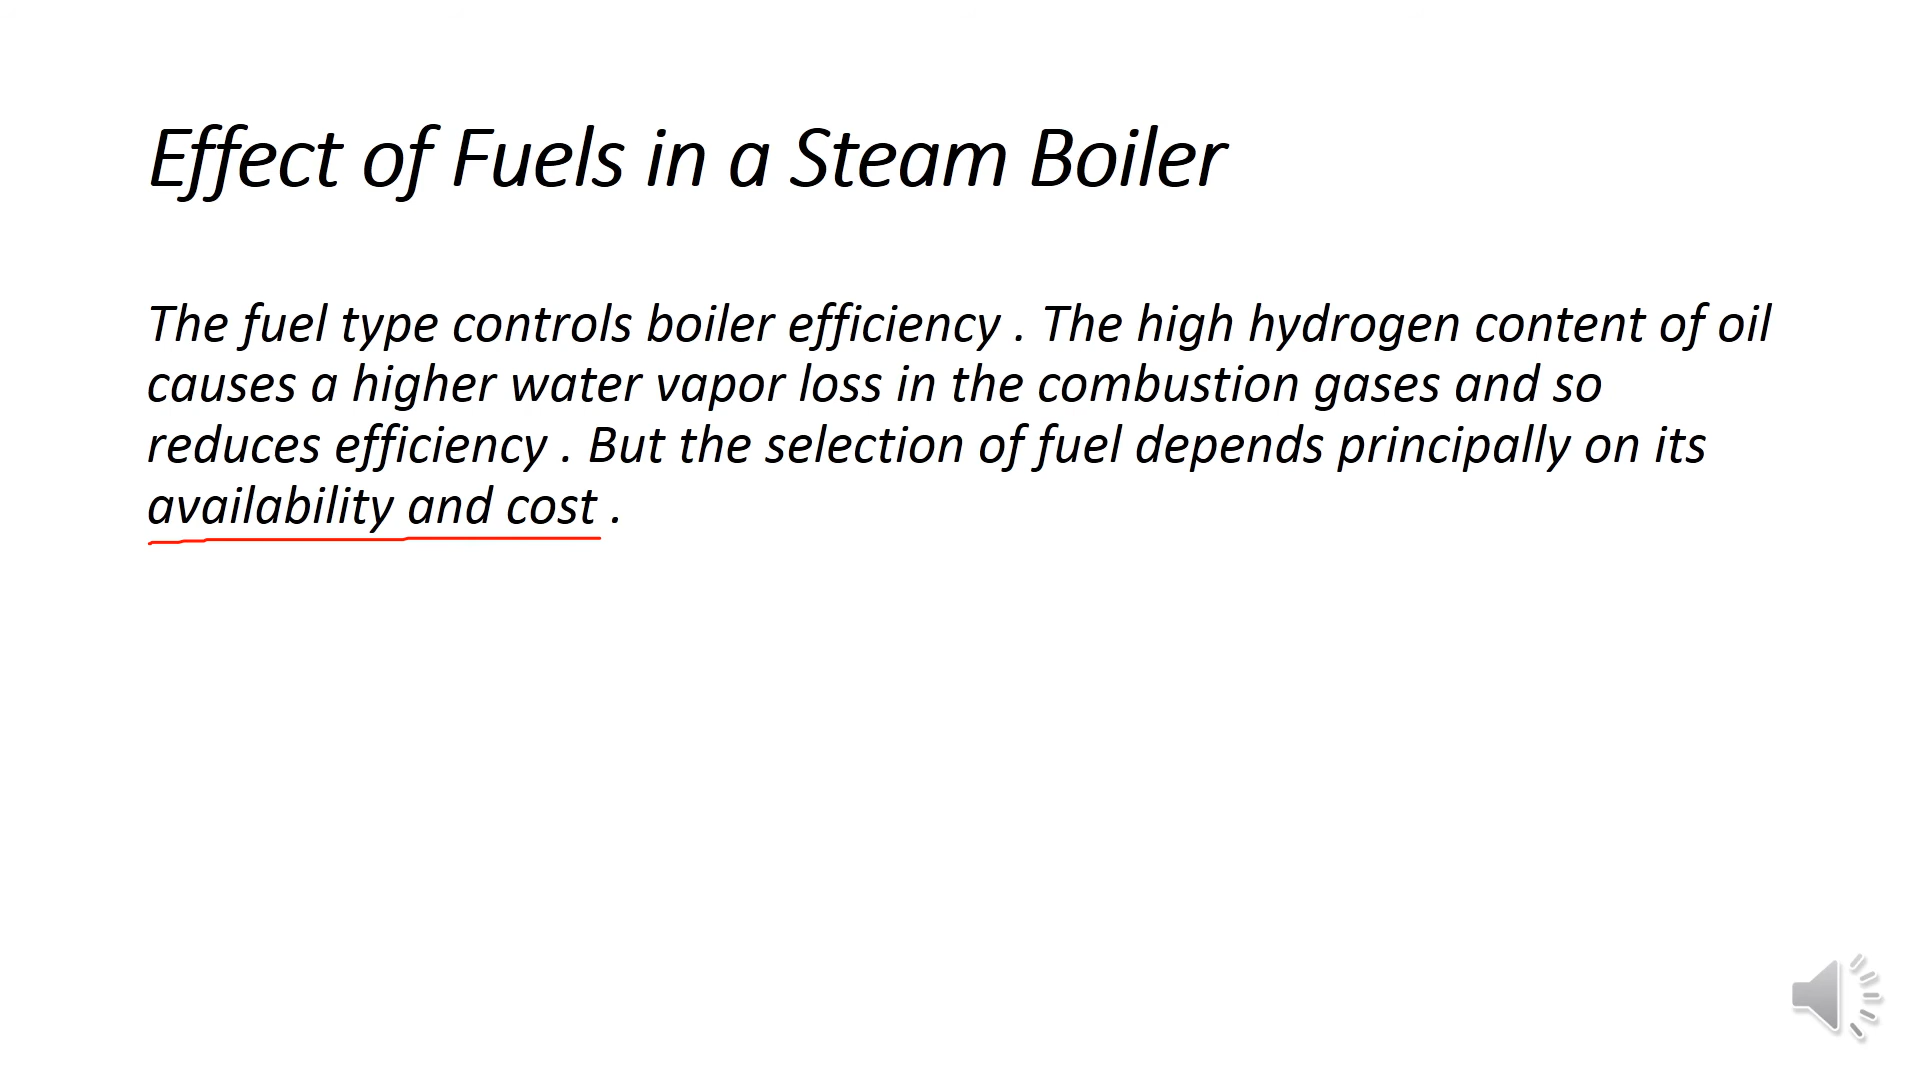 Effect of Fuels in a Steam Boiler
The fuel type controls boiler efficiency . The high hydrogen content of oil
causes a higher water vapor loss in the combustion gases and so
reduces efficiency . But the selection of fuel depends principally on its
availability and cost .